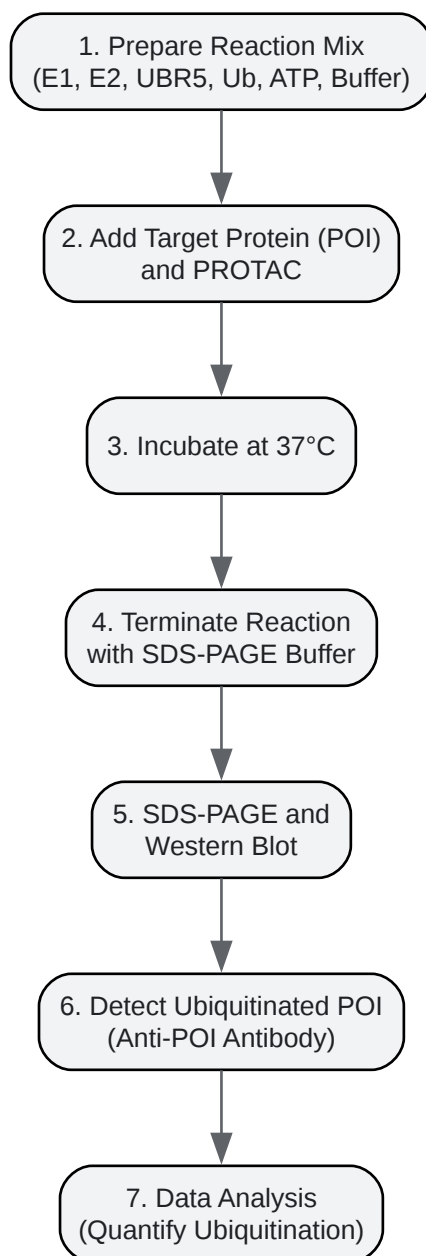 1. Prepare Reaction Mix
(E1, E2, UBR5, Ub, ATP, Buffer)
2. Add Target Protein (POI)
and PROTAC
3. Incubate at 37°C
4. Terminate Reaction
with SDS-PAGE Buffer
5. SDS-PAGE and
Western Blot
6. Detect Ubiquitinated POI
(Anti-POI Antibody)
7. Data Analysis
(Quantify Ubiquitination)